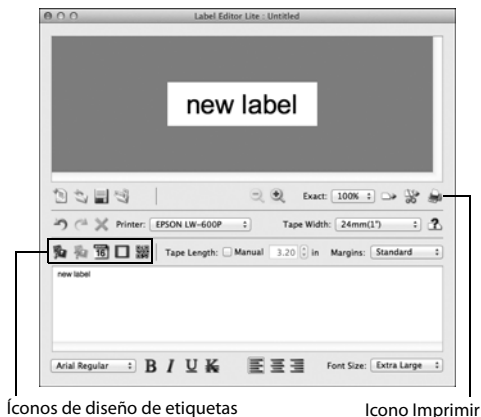 Label Editor Lite : Untitled
new label
Exact: 100%
Printer: EPSON LW-600P Tape Width: 24mm(1")
16 Tape Length: Manual 3.20 in Margins: Standard
new label
Arial Regular B I U K Font Size: Extra Large
Íconos de diseño de etiquetas
Icono Imprimir